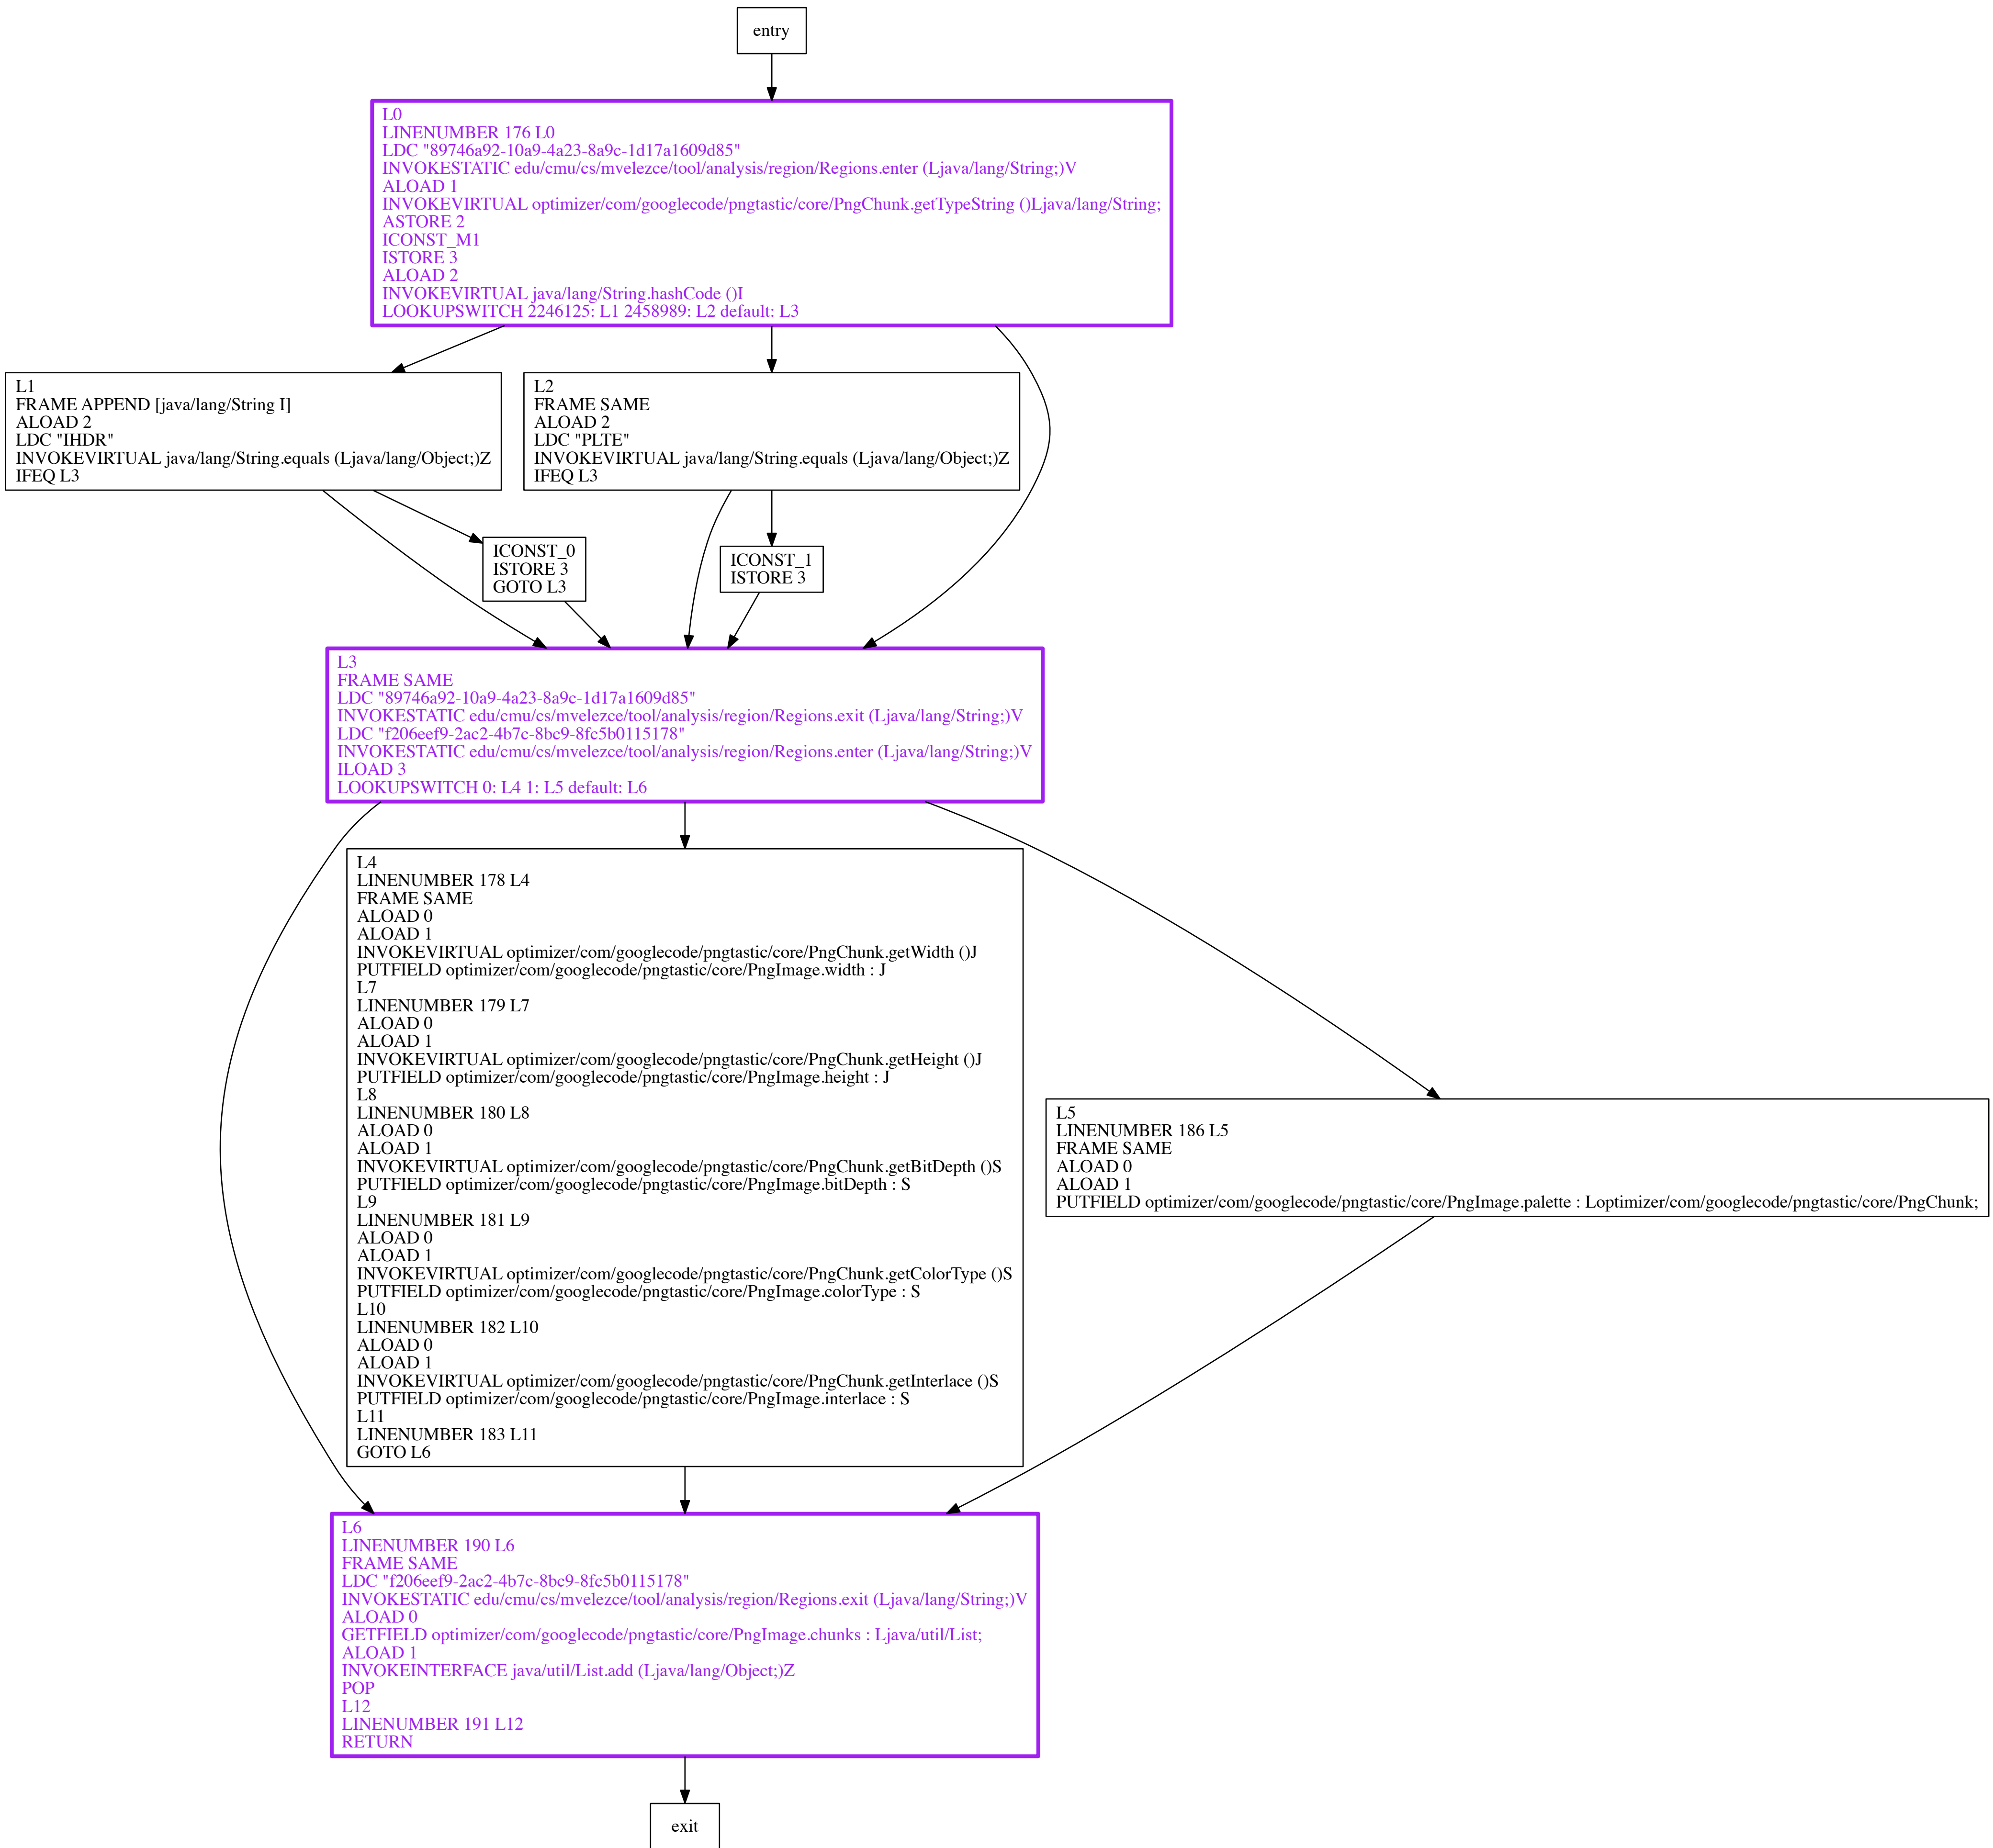 entry
L0
LINENUMBER 176 L0
LDC "89746a92-10a9-4a23-8a9c-1d17a1609d85"
INVOKESTATIC edu/cmu/cs/mvelezce/tool/analysis/region/Regions.enter (Ljava/lang/String;)V
ALOAD 1
INVOKEVIRTUAL optimizer/com/googlecode/pngtastic/core/PngChunk.getTypeString ()Ljava/lang/String;
ASTORE 2
ICONST_M1
ISTORE 3
ALOAD 2
INVOKEVIRTUAL java/lang/String.hashCode ()I
LOOKUPSWITCH 2246125: L1 2458989: L2 default: L3
L1
FRAME APPEND [java/lang/String I]
ALOAD 2
LDC "IHDR"
INVOKEVIRTUAL java/lang/String.equals (Ljava/lang/Object;)Z
IFEQ L3
L2
FRAME SAME
ALOAD 2
LDC "PLTE"
INVOKEVIRTUAL java/lang/String.equals (Ljava/lang/Object;)Z
IFEQ L3
ICONST_0
ISTORE 3
GOTO L3
ICONST_1
ISTORE 3
L3
FRAME SAME
LDC "89746a92-10a9-4a23-8a9c-1d17a1609d85"
INVOKESTATIC edu/cmu/cs/mvelezce/tool/analysis/region/Regions.exit (Ljava/lang/String;)V
LDC "f206eef9-2ac2-4b7c-8bc9-8fc5b0115178"
INVOKESTATIC edu/cmu/cs/mvelezce/tool/analysis/region/Regions.enter (Ljava/lang/String;)V
ILOAD 3
LOOKUPSWITCH 0: L4 1: L5 default: L6
L4
LINENUMBER 178 L4
FRAME SAME
ALOAD 0
ALOAD 1
INVOKEVIRTUAL optimizer/com/googlecode/pngtastic/core/PngChunk.getWidth ()J
PUTFIELD optimizer/com/googlecode/pngtastic/core/PngImage.width : J
L7
LINENUMBER 179 L7
ALOAD 0
ALOAD 1
INVOKEVIRTUAL optimizer/com/googlecode/pngtastic/core/PngChunk.getHeight ()J
PUTFIELD optimizer/com/googlecode/pngtastic/core/PngImage.height : J
L8
LINENUMBER 180 L8
ALOAD 0
ALOAD 1
INVOKEVIRTUAL optimizer/com/googlecode/pngtastic/core/PngChunk.getBitDepth ()S
PUTFIELD optimizer/com/googlecode/pngtastic/core/PngImage.bitDepth : S
L9
LINENUMBER 181 L9
ALOAD 0
ALOAD 1
INVOKEVIRTUAL optimizer/com/googlecode/pngtastic/core/PngChunk.getColorType ()S
PUTFIELD optimizer/com/googlecode/pngtastic/core/PngImage.colorType : S
L10
LINENUMBER 182 L10
ALOAD 0
ALOAD 1
INVOKEVIRTUAL optimizer/com/googlecode/pngtastic/core/PngChunk.getInterlace ()S
PUTFIELD optimizer/com/googlecode/pngtastic/core/PngImage.interlace : S
L11
LINENUMBER 183 L11
GOTO L6
L5
LINENUMBER 186 L5
FRAME SAME
ALOAD 0
ALOAD 1
PUTFIELD optimizer/com/googlecode/pngtastic/core/PngImage.palette : Loptimizer/com/googlecode/pngtastic/core/PngChunk;
L6
LINENUMBER 190 L6
FRAME SAME
LDC "f206eef9-2ac2-4b7c-8bc9-8fc5b0115178"
INVOKESTATIC edu/cmu/cs/mvelezce/tool/analysis/region/Regions.exit (Ljava/lang/String;)V
ALOAD 0
GETFIELD optimizer/com/googlecode/pngtastic/core/PngImage.chunks : Ljava/util/List;
ALOAD 1
INVOKEINTERFACE java/util/List.add (Ljava/lang/Object;)Z
POP
L12
LINENUMBER 191 L12
RETURN
exit